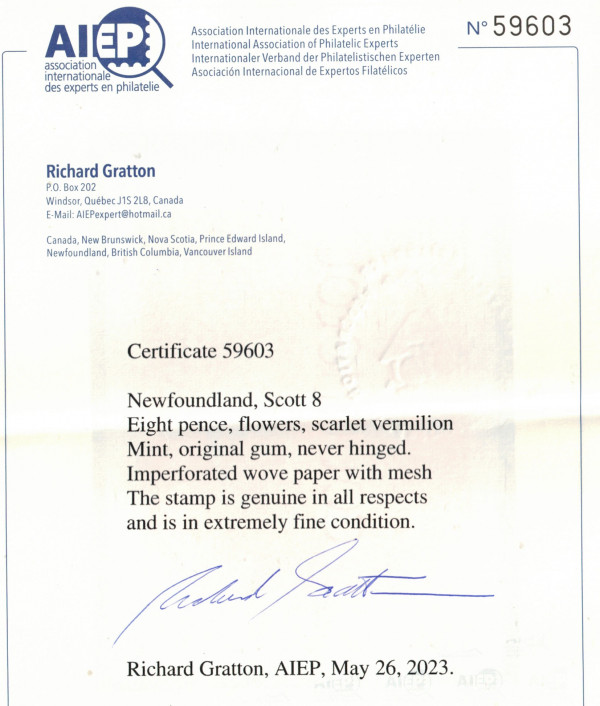 AIEP
association
internationale
des experts en philatelie
Association Internationale des Experts en Philatélie
International Association of Philatelic Experts
Internationaler Verband der Philatelistischen Experten
Asociación Internacional de Expertos Filatélicos
N° 59603
Richard Gratton
P.O. Box 202
Windsor, Québec J1S 2L8, Canada
E-Mail: AIEPexpert@hotmail.ca
Canada, New Brunswick, Nova Scotia, Prince Edward Island,
Newfoundland, British Columbia, Vancouver Island
Certificate 59603
Newfoundland, Scott 8
Eight pence, flowers, scarlet vermilion
Mint, original gum, never hinged.
Imperforated wove paper with mesh
The stamp is genuine in all respects
and is in extremely fine condition.
Richard Gratton
Richard Gratton, AIEP, May 26, 2023.